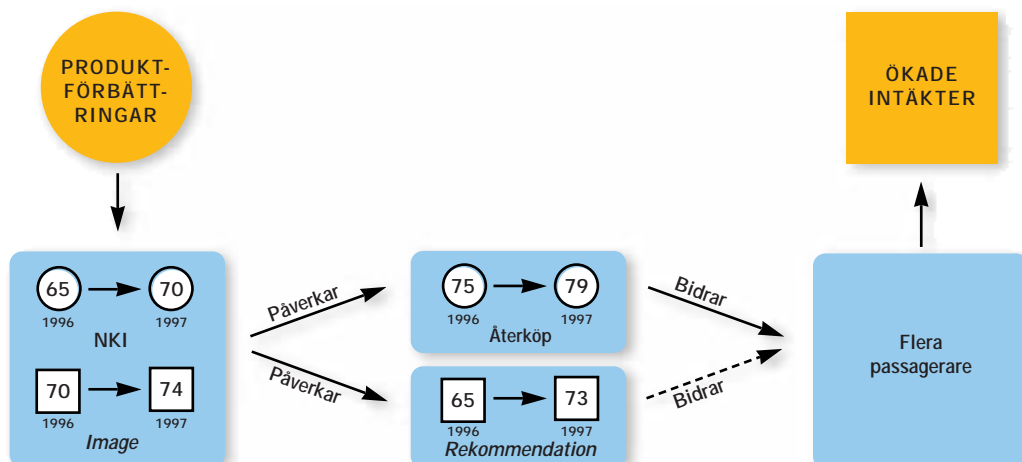 PRODUKT-
FÖRBÄTT-
RINGAR
ÖKADE
INTÄKTER
65
70
1996
1997
NKI
70
74
1996
1997
Image
Påverkar
Påverkar
75
79
1996
1997
Återköp
65
73
1996
1997
Rekommendation
Bidrar
Bidrar
Flera
passagerare